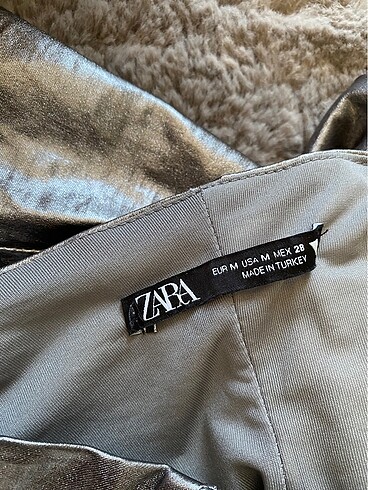 ZARA
EUR M USA M MEX 28
MADE IN TURKEY